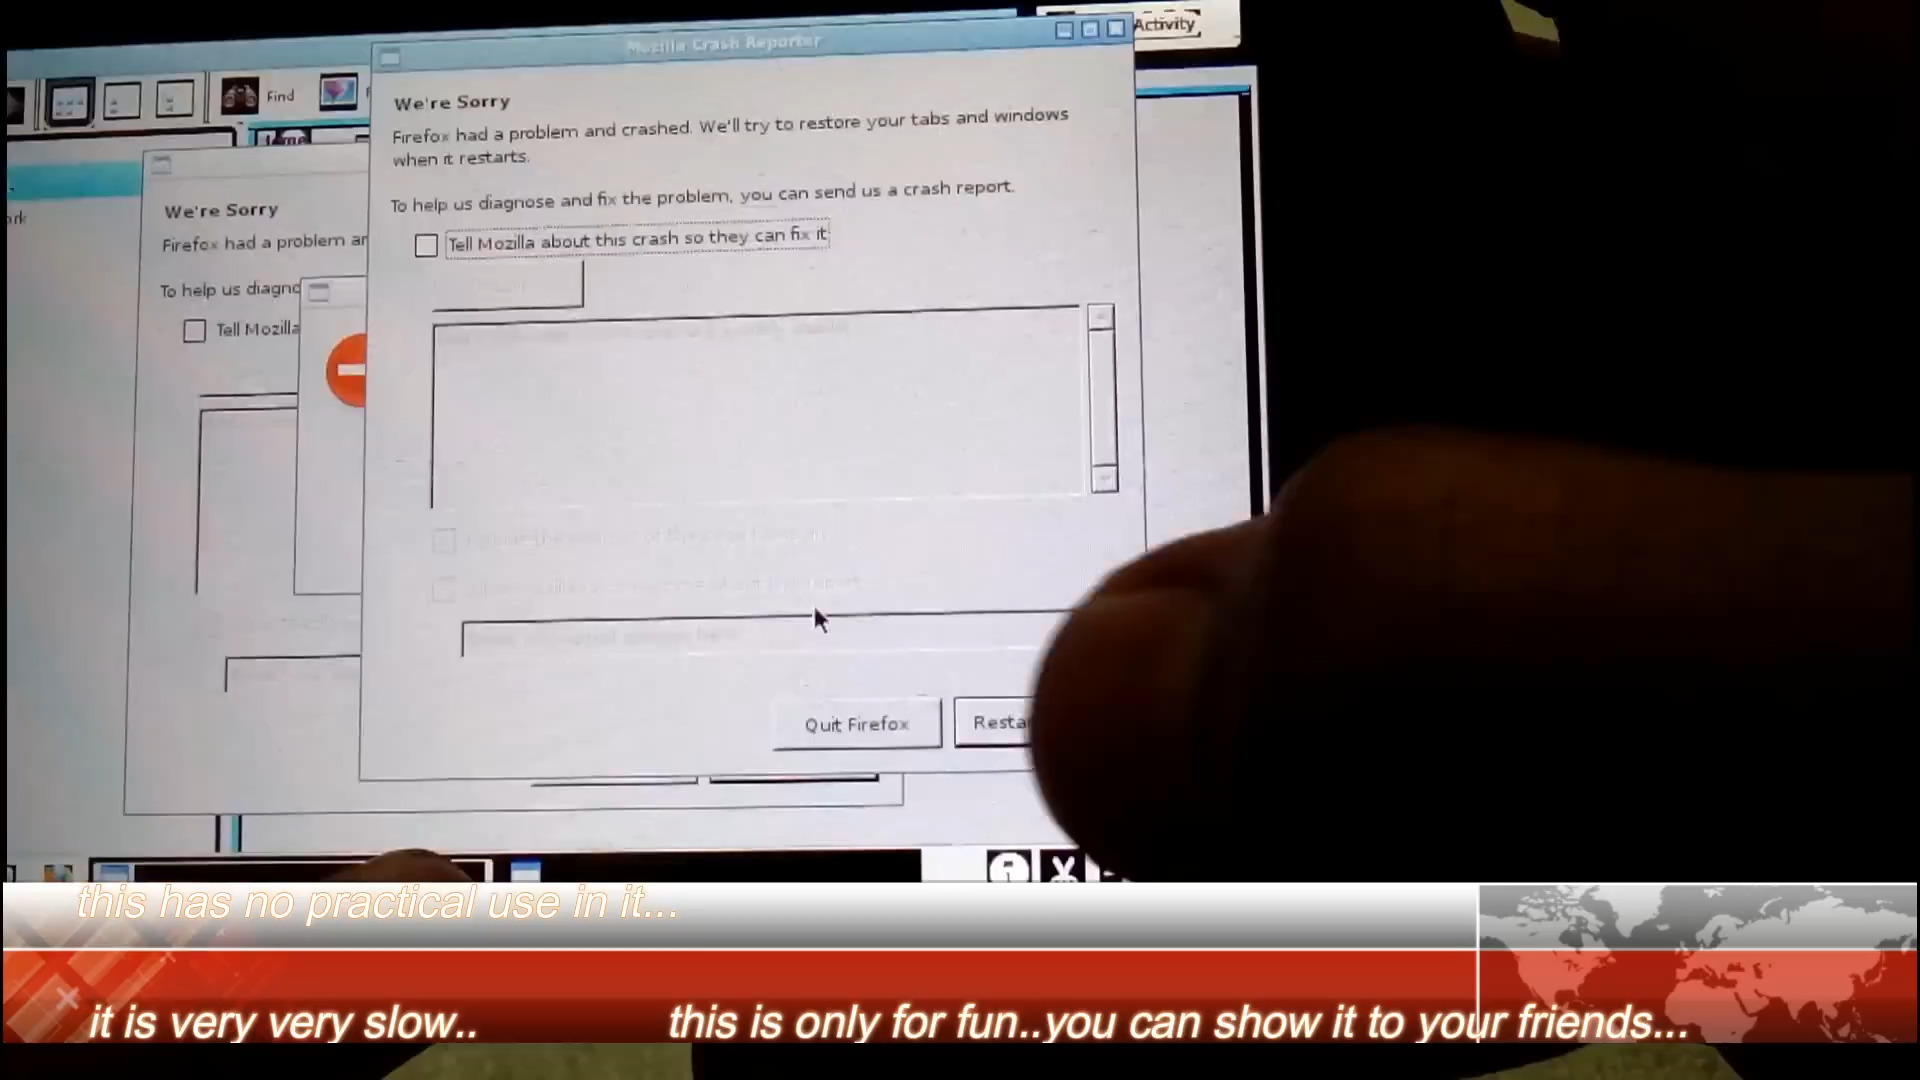 Activity
Mozilla Crash Reporter
Find
We're Sorry
Firefox had a problem and crashed. We'll try to restore your tabs and windows
when it restarts.
To help us diagnose and fix the problem, you can send us a crash report.
Tell Mozilla about this crash so they can fix it
Quit Firefox
Resta
We're Sorry
Firefox had a problem an
To help us diagno
Tell Mozilla
this has no practical use in it...
it is very very slow..
this is only for fun..you can show it to your friends...